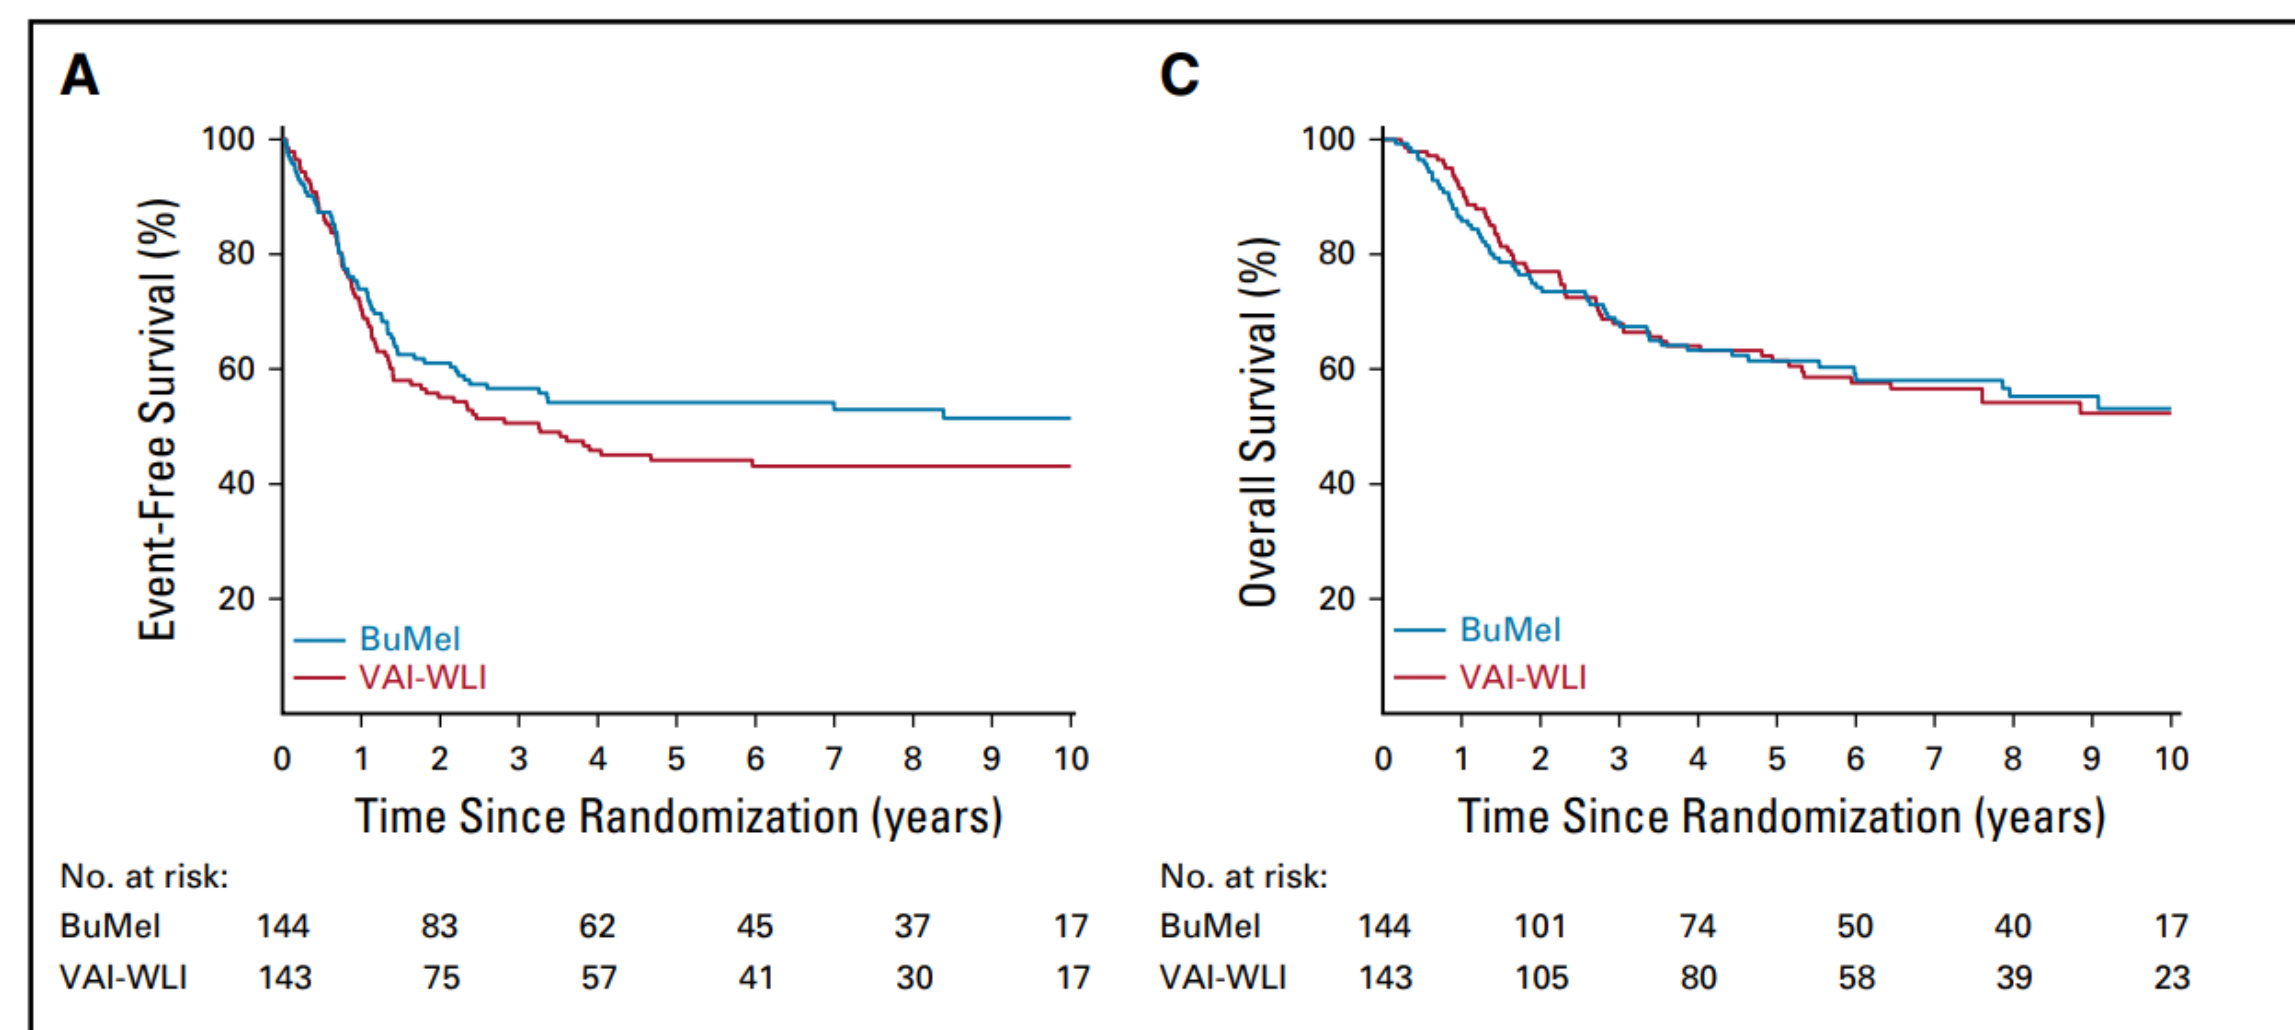 A
Event-Free Survival (%)
100
80
60
40
20
BuMel
VAI-WLI
0 1 2 3 4 5 6 7 8 9 10
Time Since Randomization (years)
No. at risk:
BuMel 144 83 62 45 37 17
VAI-WLI 143 75 57 41 30 17
C
Overall Survival (%)
100
80
60
40
20
BuMel
VAI-WLI
0 1 2 3 4 5 6 7 8 9 10
Time Since Randomization (years)
No. at risk:
BuMel 144 101 74 50 40 17
VAI-WLI 143 105 80 58 39 23